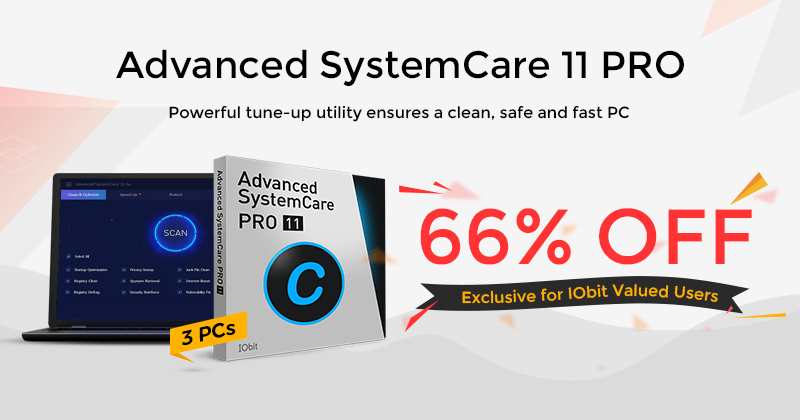 Advanced SystemCare 11 PRO
Powerful tune-up utility ensures a clean, safe and fast PC
Advanced SystemCare 11 Pro
Clean & Optimize
Speed Up
Protect
SCAN
Select All
Startup Optimization
Privacy Sweep
Junk File Clean
Registry Clean
Spyware Removal
Internet Boost
Registry Defrag
Security Reinforce
Vulnerability Fix
Advanced SystemCare PRO 11
Advanced
SystemCare
PRO 11
C
3 PCs
IObit
66% OFF
Exclusive for IObit Valued Users